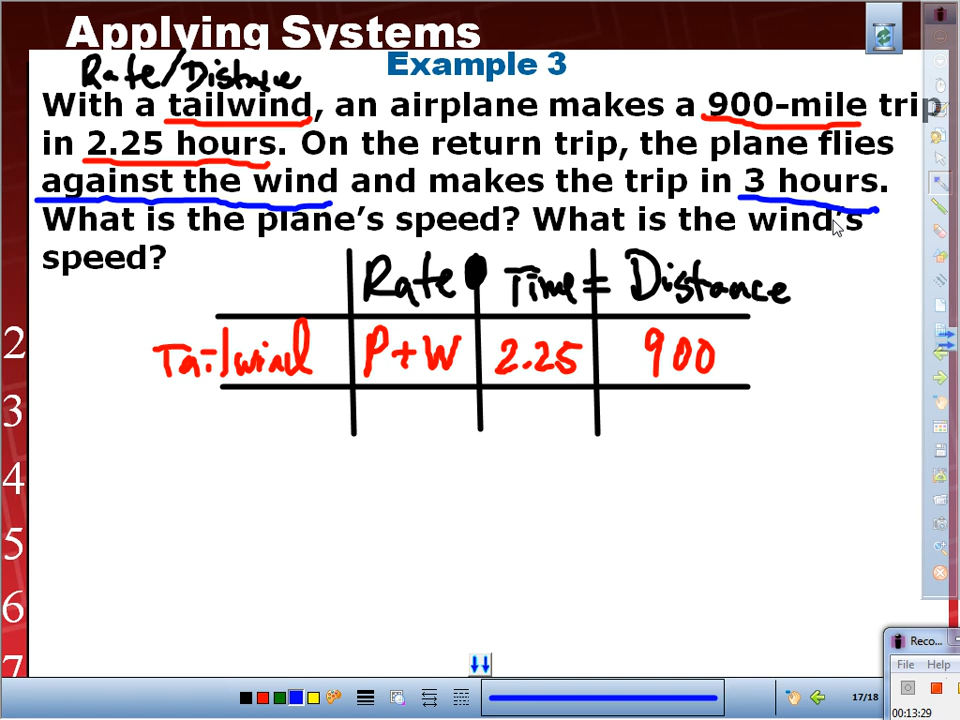 Applying Systems
Example 3
Rate/Distance
With a tailwind, an airplane makes a 900-mile trip
in 2.25 hours. On the return trip, the plane flies
against the wind and makes the trip in 3 hours.
What is the plane's speed? What is the wind's
speed?
Rate • Time = Distance
Tailwind P+W 2.25 900
2
3
4
5
6
7
Reco...
File Help
17/18
00:13:29